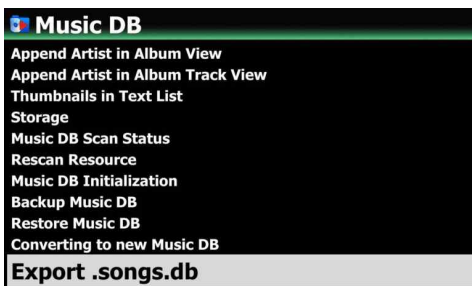 Music DB
Append Artist in Album View
Append Artist in Album Track View
Thumbnails in Text List
Storage
Music DB Scan Status
Rescan Resource
Music DB Initialization
Backup Music DB
Restore Music DB
Converting to new Music DB
Export .songs.db